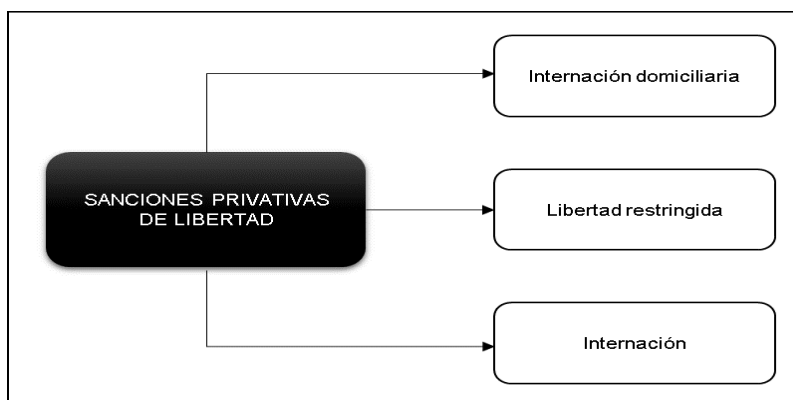 Internación domiciliaria
SANCIONES PRIVATIVAS
DE LIBERTAD
Libertad restringida
Internación